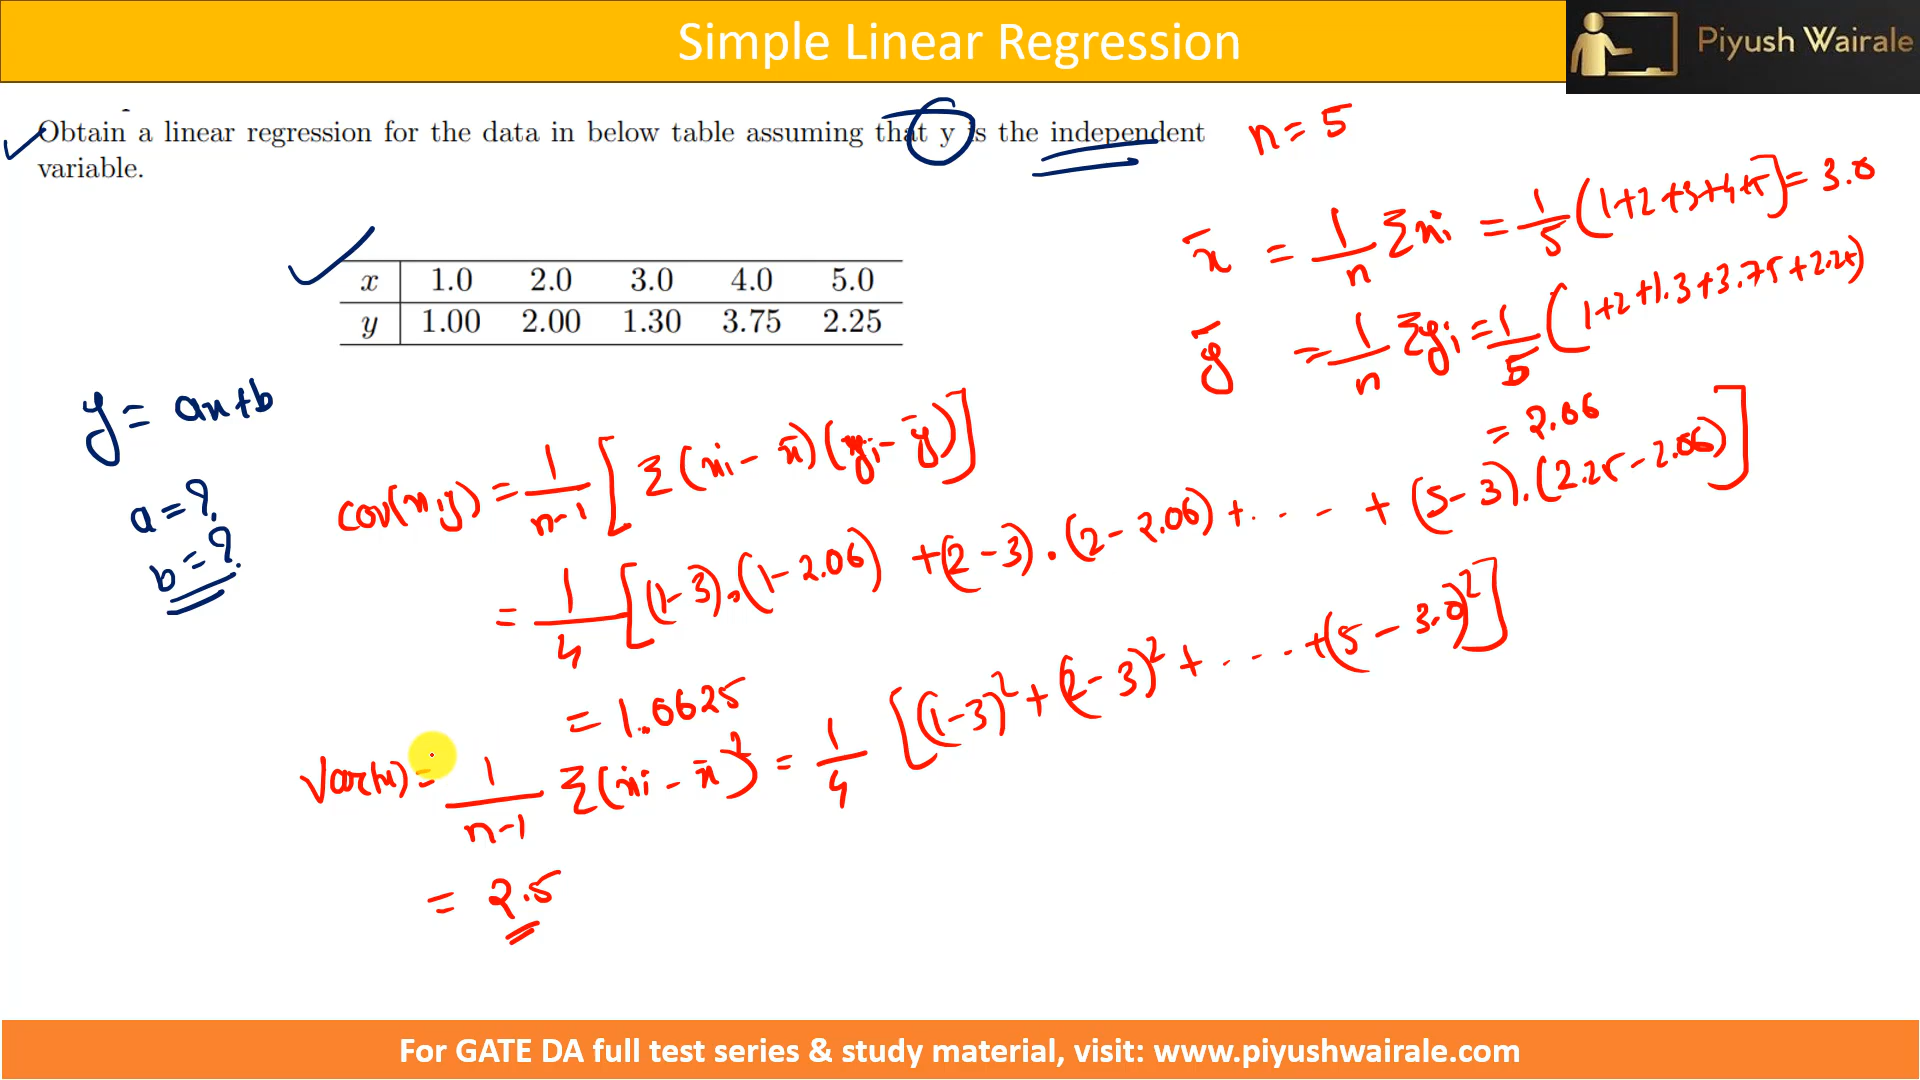 Simple Linear Regression
Piyush Wairale
Obtain a linear regression for the data in below table assuming that y is the independent
variable.
n = 5
x̄ = 1/n Σxi = 1/5 (1+2+3+4+5] = 3.0
x 1.0 2.0 3.0 4.0 5.0
y 1.00 2.00 1.30 3.75 2.25
ȳ = 1/n Σyi = 1/5 (1+2+1.3+3.75+2.25)
= 2.06
y = ax+b
a = ?
b = ?
cov(x,y) = 1/n-1 [Σ(xi - x̄)(yi - ȳ)]
= 1/4 [(1-3).(1-2.06) + (2-3).(2-2.06) + .... + (5-3).(2.25-2.06)]
= 1.0625
Var(x) = 1/n-1 Σ(xi - x̄)² = 1/4 [(1-3)² + (2-3)² + .... + (5-3.0)²]
= 2.5
For GATE DA full test series & study material, visit: www.piyushwairale.com